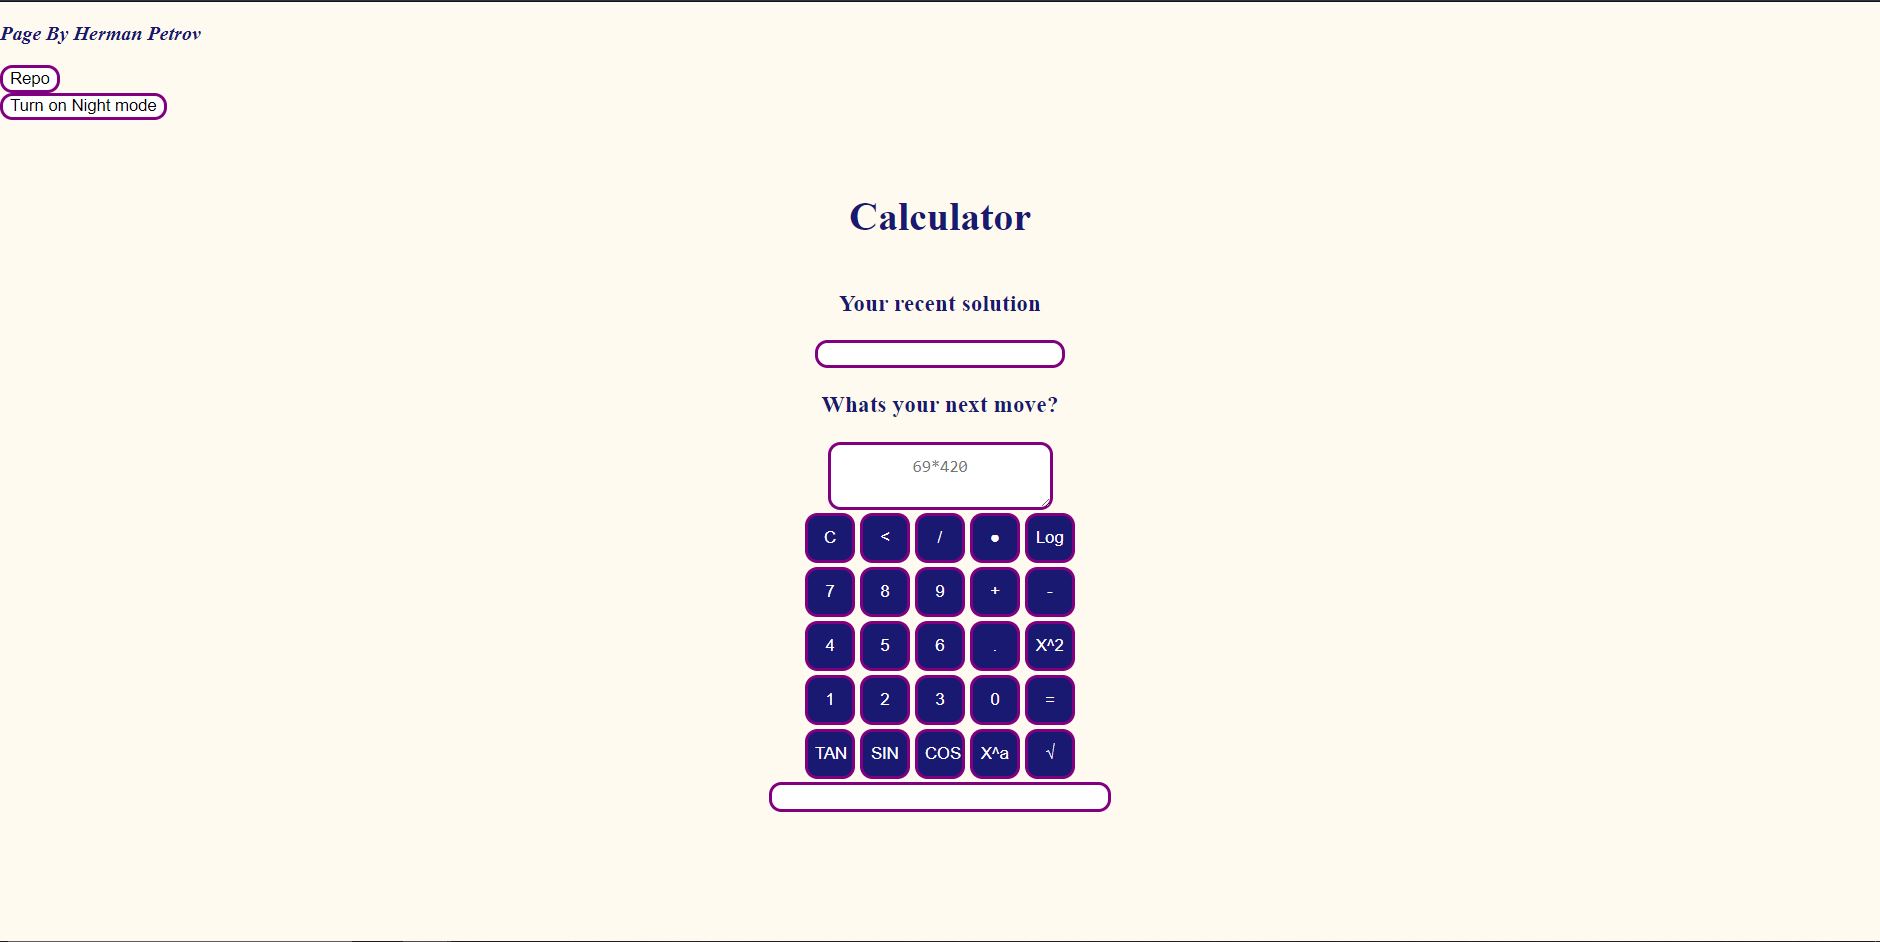 Page By Herman Petrov
Repo
Turn on Night mode
Calculator
Your recent solution
Whats your next move?
69*420
C < / ● Log
7 8 9 + -
4 5 6 . X^2
1 2 3 0 =
TAN SIN COS X^a √